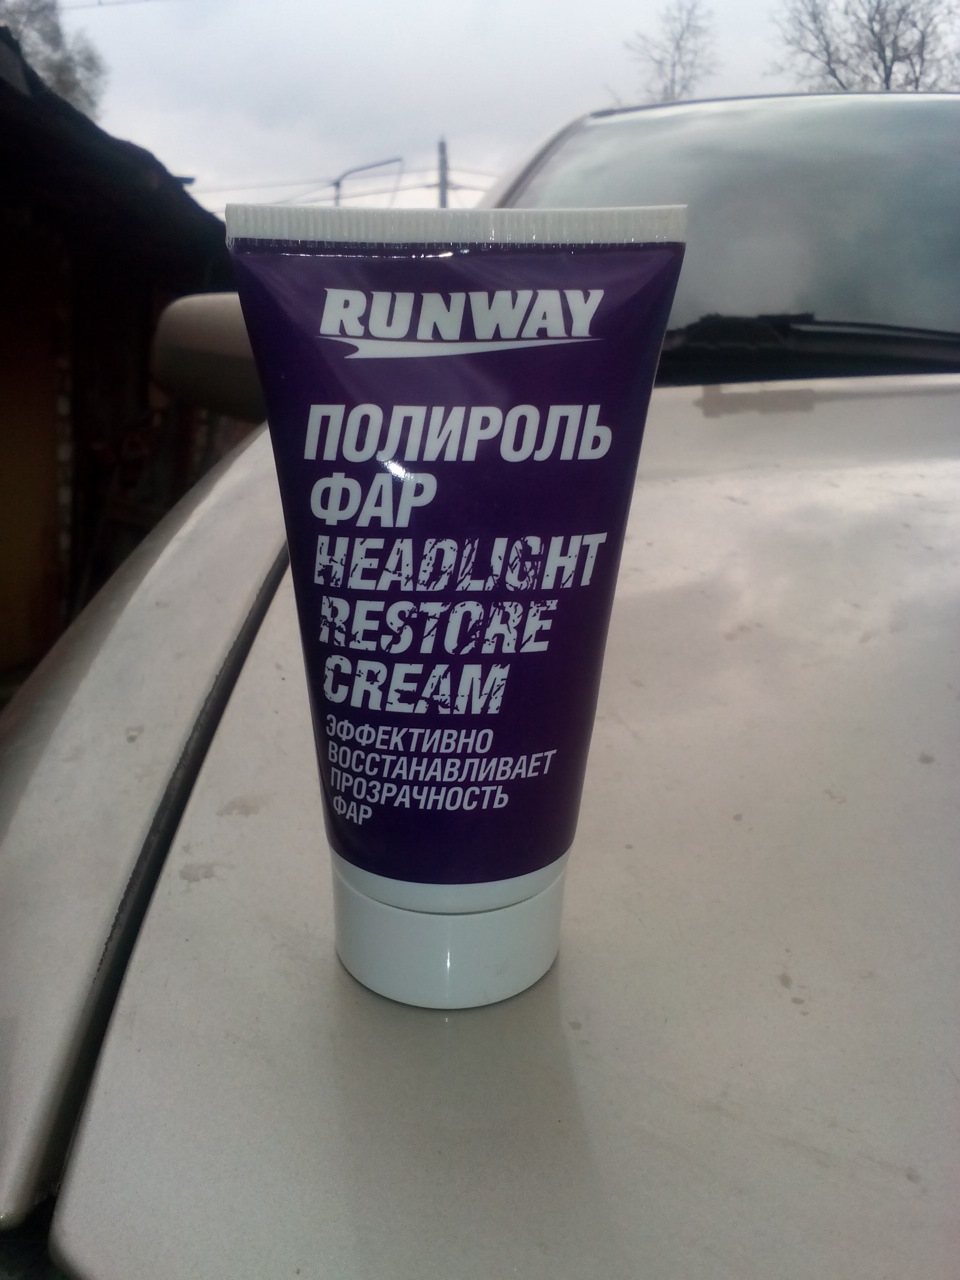 RUNWAY
ПОЛИРОЛЬ
ФАР
HEADLIGHT
RESTORE
CREAM
ЭФФЕКТИВНО
ВОССТАНАВЛИВАЕТ
ПРОЗРАЧНОСТЬ
ФАР